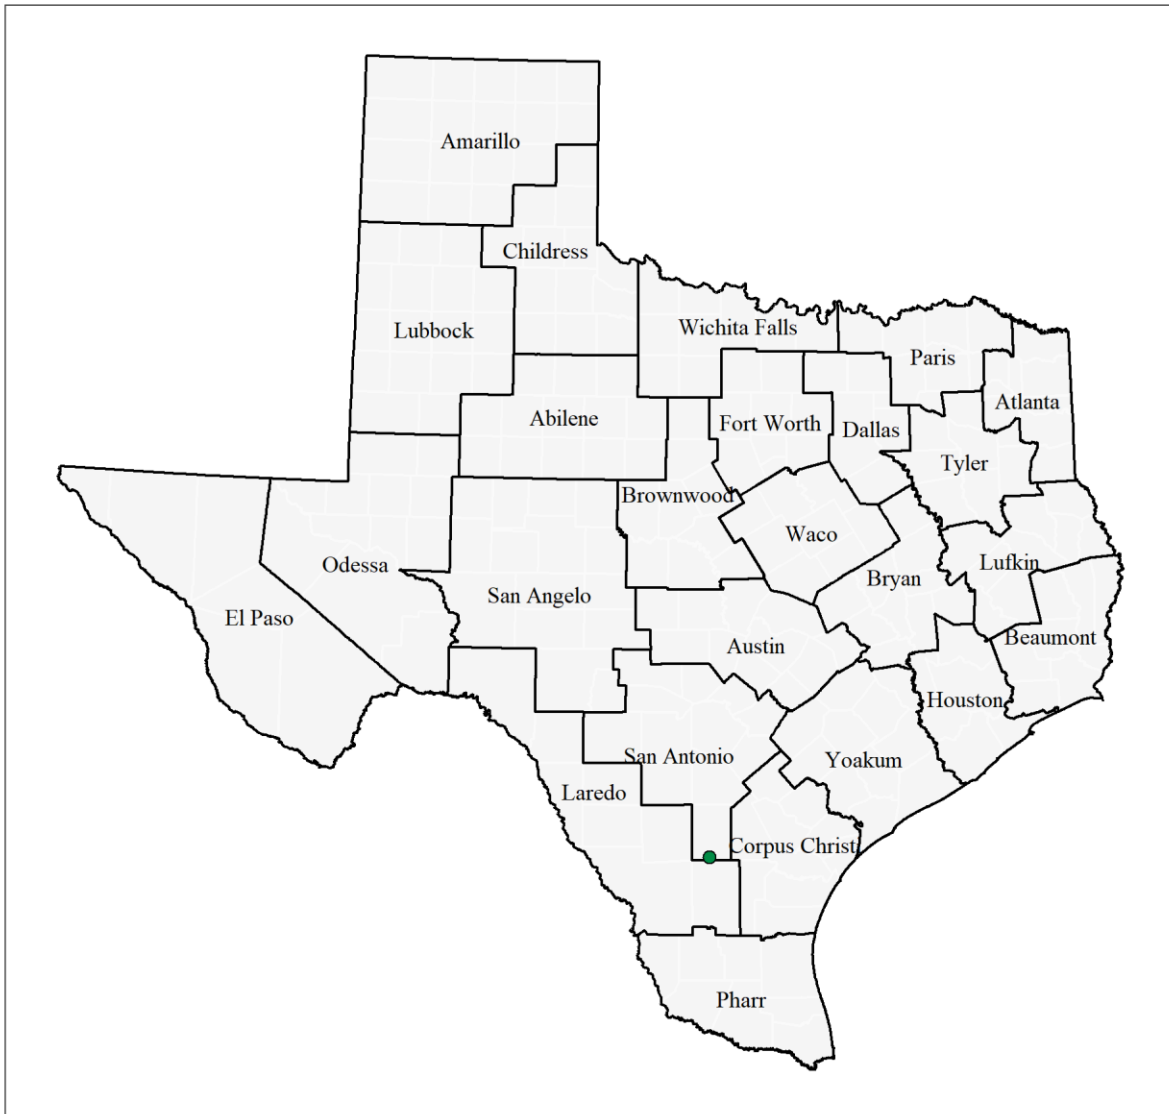 Amarillo
Childress
Lubbock
Wichita Falls
Paris
Atlanta
Abilene
Fort Worth
Dallas
Tyler
Brownwood
Waco
Odessa
Bryan
Lufkin
San Angelo
El Paso
Austin
Beaumont
Houston
San Antonio
Yoakum
Laredo
Corpus Christ
Pharr